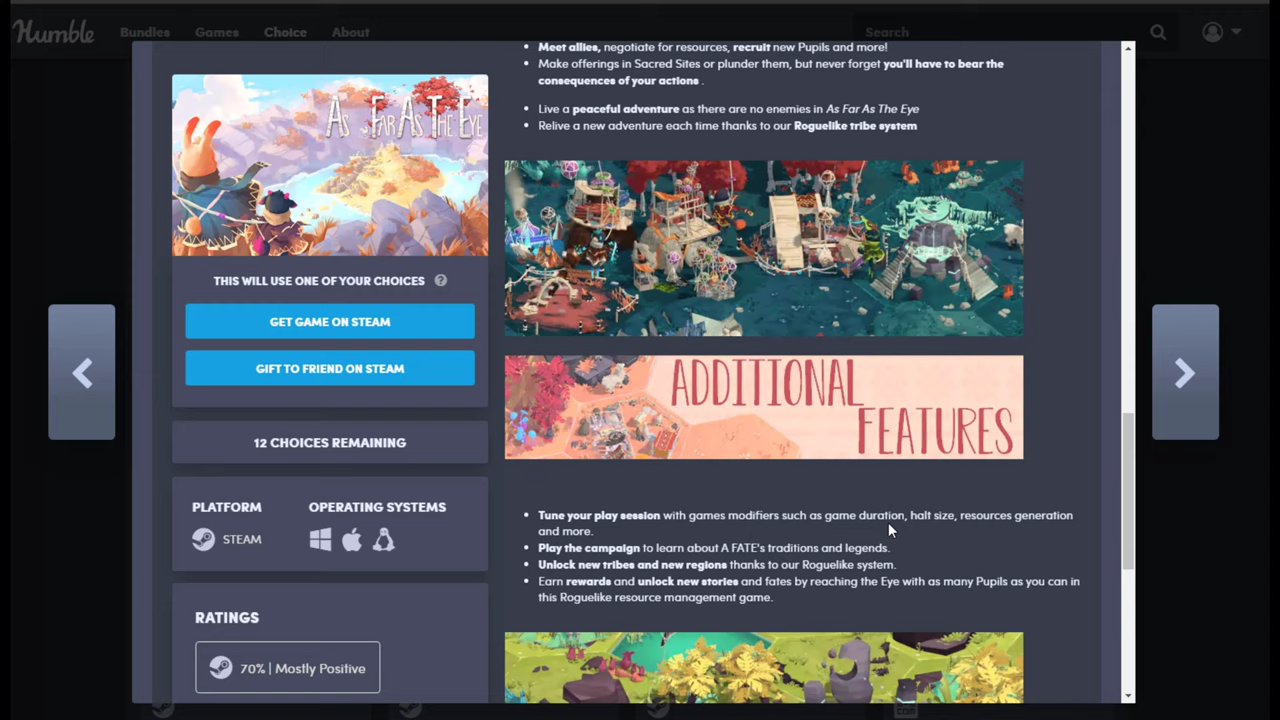 Humble
Bundles
Games
Choice
About
Search
Meet allies, negotiate for resources, recruit new Pupils and more!
Make offerings in Sacred Sites or plunder them, but never forget you'll have to bear the
consequences of your actions .
Live a peaceful adventure as there are no enemies in As Far As The Eye
Relive a new adventure each time thanks to our Roguelike tribe system
AS FAR AS THE EYE
THIS WILL USE ONE OF YOUR CHOICES ?
GET GAME ON STEAM
GIFT TO FRIEND ON STEAM
12 CHOICES REMAINING
PLATFORM
STEAM
OPERATING SYSTEMS
RATINGS
70% | Mostly Positive
ADDITIONAL
FEATURES
Tune your play session with games modifiers such as game duration, halt size, resources generation
and more.
Play the campaign to learn about A FATE's traditions and legends.
Unlock new tribes and new regions thanks to our Roguelike system.
Earn rewards and unlock new stories and fates by reaching the Eye with as many Pupils as you can in
this Roguelike resource management game.